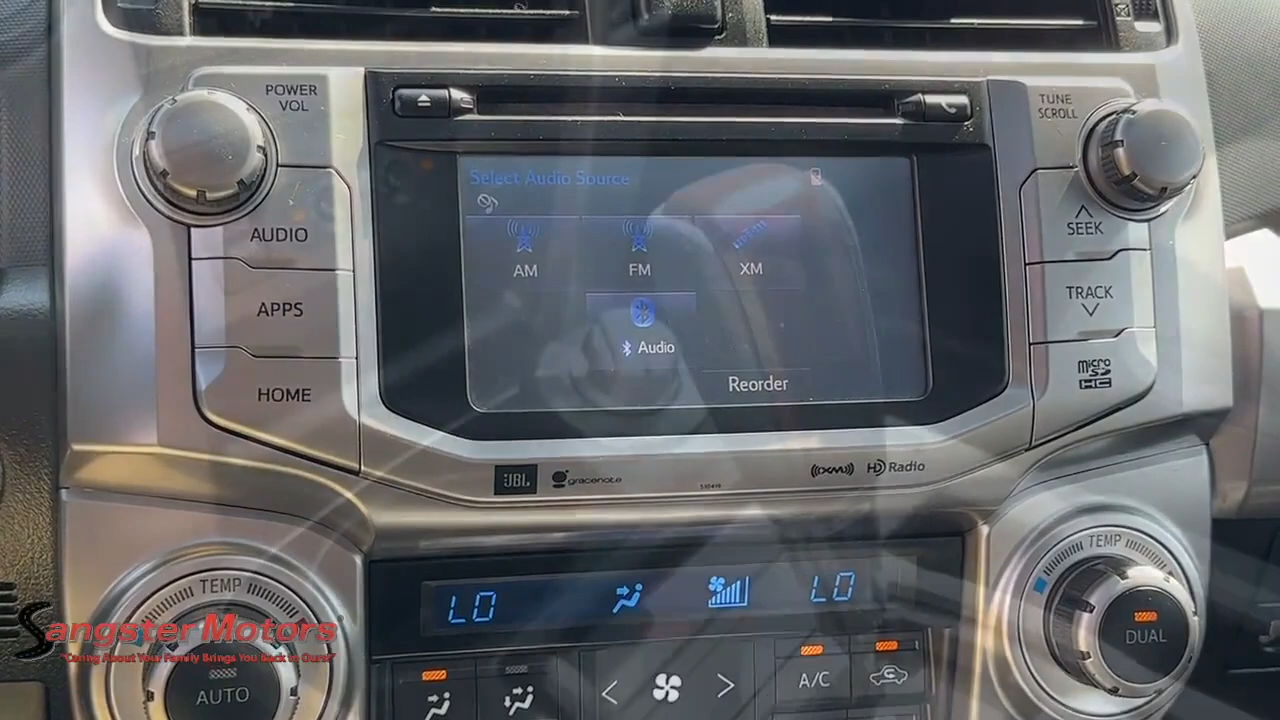 POWER
VOL
TUNE
SCROLL
Select Audio Source
AUDIO
SEEK
AM
FM
XM
APPS
TRACK
Audio
HOME
Reorder
micro
SD
HC
JBL
gracenote
510419
XM
HD Radio
TEMP
TEMP
LO
LO
DUAL
Sangster Motors
"Caring About Your Family Brings You Back to Ours!"
A/C
AUTO